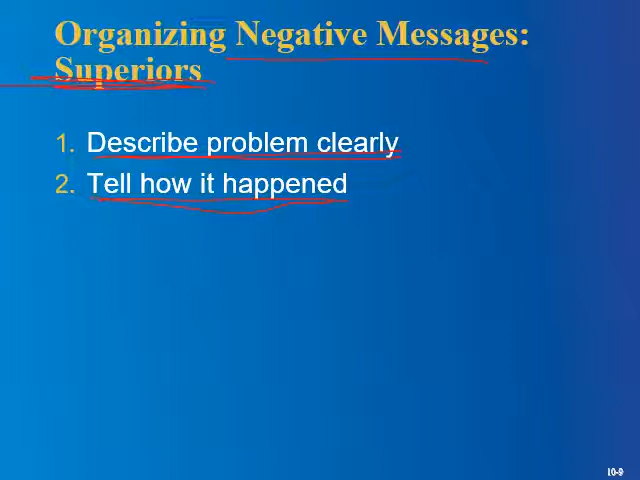 Organizing Negative Messages:
Superiors
1. Describe problem clearly
2. Tell how it happened
10-9